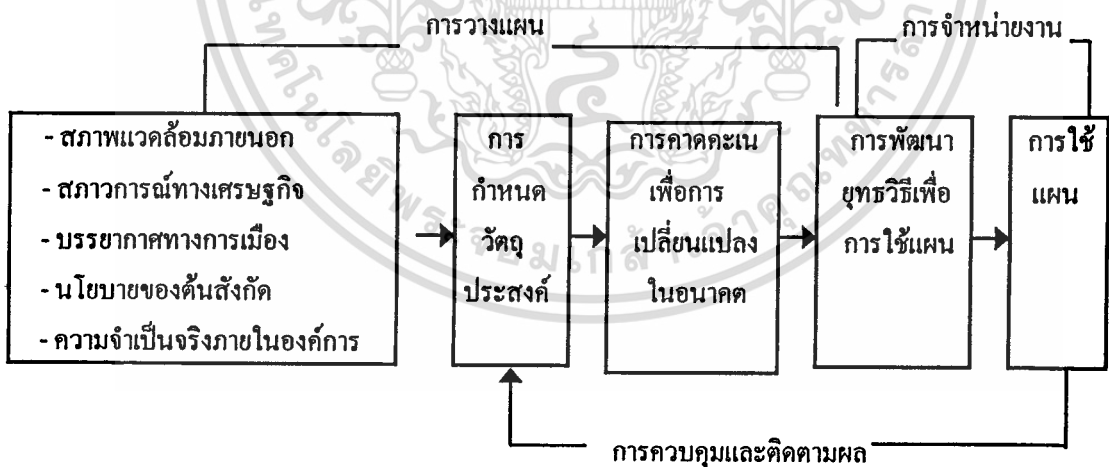 การวางแผน
การจำหน่ายงาน
- สภาพแวดล้อมภายนอก
- สภาวการณ์ทางเศรษฐกิจ
- บรรยากาศทางการเมือง
- นโยบายของต้นสังกัด
- ความจำเป็นจริงภายในองค์การ
การ
กำหนด
วัตถุ
ประสงค์
การคาดคะเน
เพื่อการ
เปลี่ยนแปลง
ในอนาคต
การพัฒนา
ยุทธวิธีเพื่อ
การใช้แผน
การใช้
แผน
การควบคุมและติดตามผล